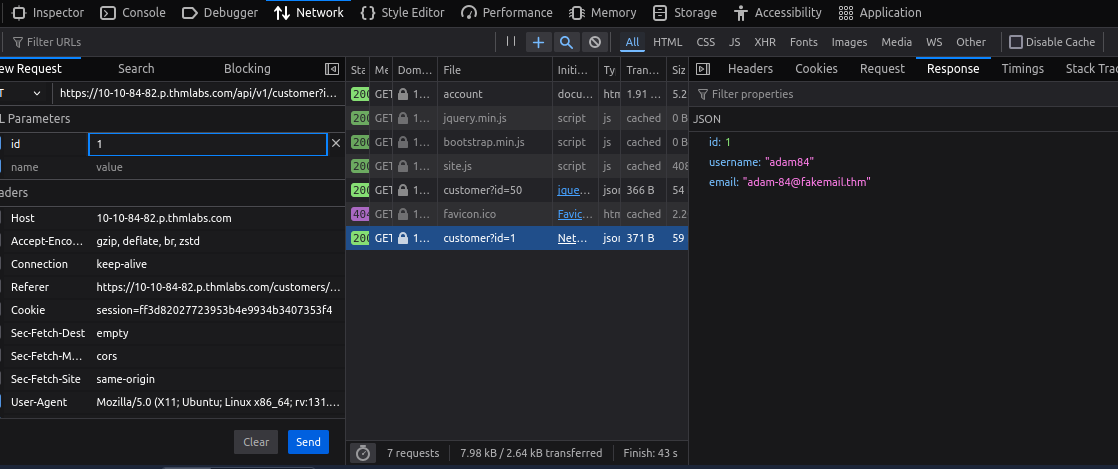 Inspector Console Debugger Network Style Editor Performance Memory Storage Accessibility Application
Filter URLs All HTML CSS JS XHR Fonts Images Media WS Other Disable Cache
ew Request Search Blocking
T https://10-10-84-82.p.thmlabs.com/api/v1/customer?i…
L Parameters
id 1
name value
aders
Host 10-10-84-82.p.thmlabs.com
Accept-Enco… gzip, deflate, br, zstd
Connection keep-alive
Referer https://10-10-84-82.p.thmlabs.com/customers/…
Cookie session=ff3d82027723953b4e9934b3407353f4
Sec-Fetch-Dest empty
Sec-Fetch-M… cors
Sec-Fetch-Site same-origin
User-Agent Mozilla/5.0 (X11; Ubuntu; Linux x86_64; rv:131.…
Clear Send
Sta Me Dom… File Initi… Ty Tran… Siz
200 GET 1… account docu… htm 1.91 … 5.2
200 GET 1… jquery.min.js script js cached 0 B
200 GET 1… bootstrap.min.js script js cached 0 B
200 GET 1… site.js script js cached 408
200 GET 1… customer?id=50 jque… jso 366 B 54
404 GET 1… favicon.ico Favic… htm cached 2.2
200 GET 1… customer?id=1 Net… jso 371 B 59
7 requests 7.98 kB / 2.64 kB transferred Finish: 43 s
Headers Cookies Request Response Timings Stack Tra
Filter properties
JSON
id: 1
username: "adam84"
email: "adam-84@fakemail.thm"